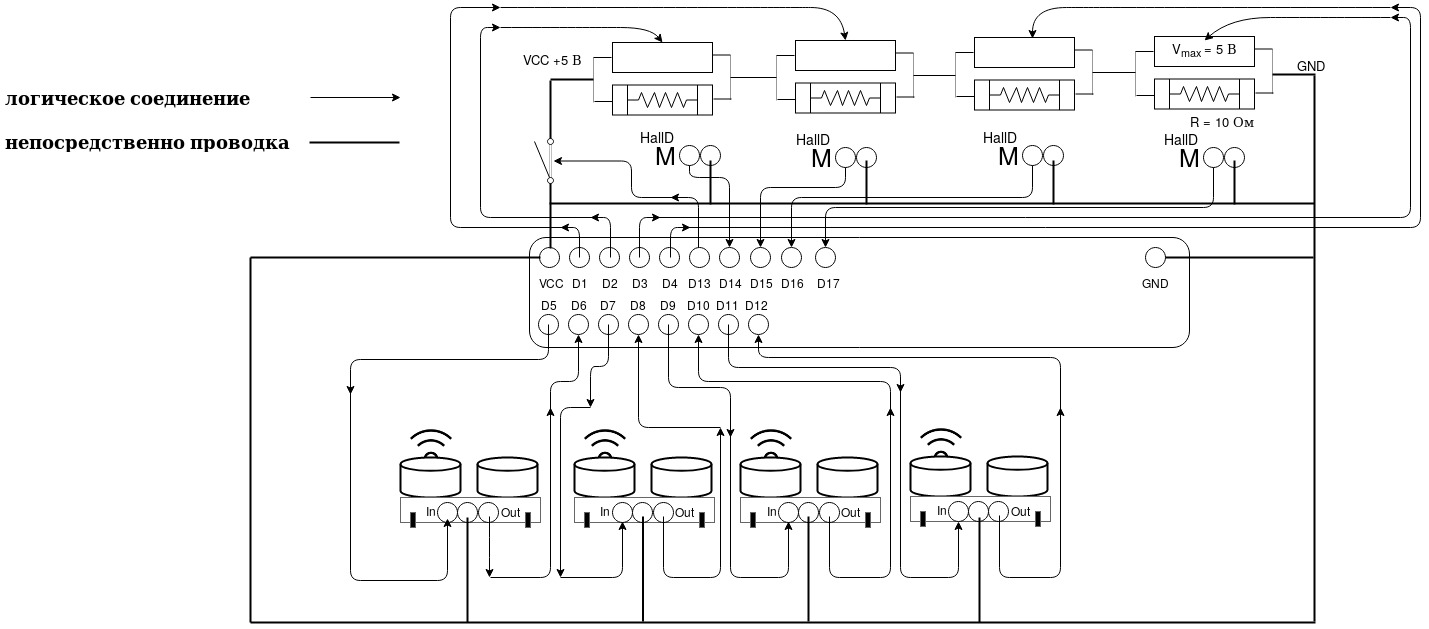 VCC +5 В
Vmax = 5 В
GND
логическое соединение
R = 10 Ом
непосредственно проводка
HallD
M
HallD
M
HallD
M
HallD
M
VCC D1 D2 D3 D4 D13 D14 D15 D16 D17 GND
D5 D6 D7 D8 D9 D10 D11 D12
In Out In Out In Out In Out